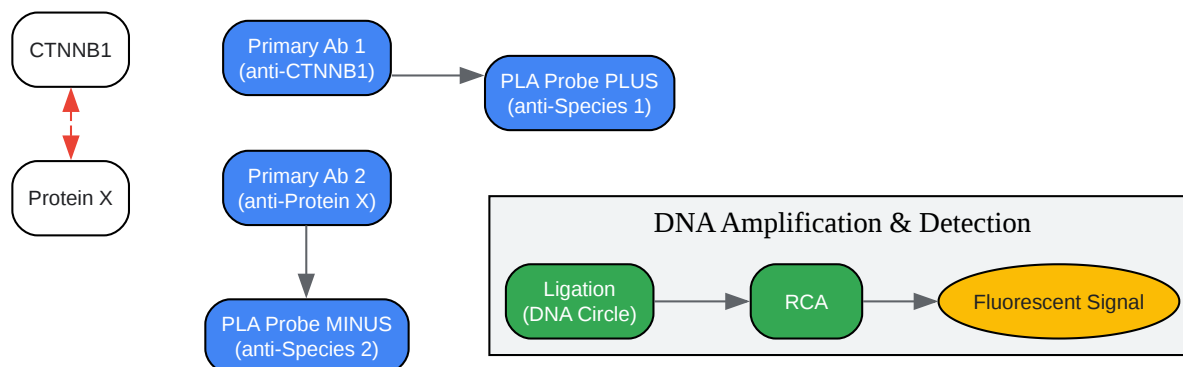 CTNNB1
Protein X
Primary Ab 1
(anti-CTNNB1)
PLA Probe PLUS
(anti-Species 1)
Primary Ab 2
(anti-Protein X)
PLA Probe MINUS
(anti-Species 2)
DNA Amplification & Detection
Ligation
(DNA Circle)
RCA
Fluorescent Signal